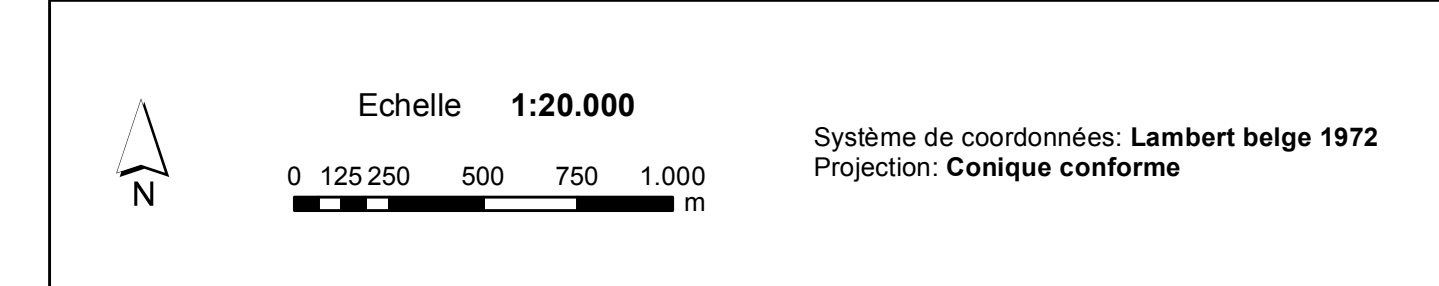 N
Echelle 1:20.000
0 125 250 500 750 1.000
m
Système de coordonnées: Lambert belge 1972
Projection: Conique conforme